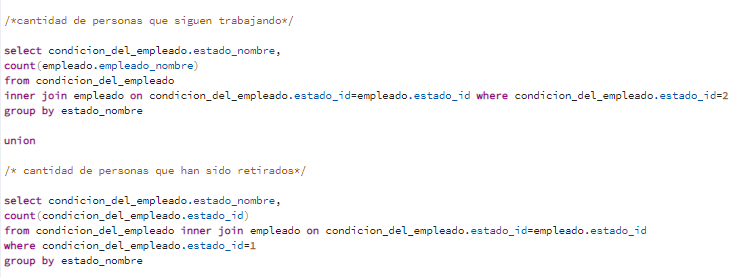 /*cantidad de personas que siguen trabajando*/
select condicion_del_empleado.estado_nombre,
count(empleado.empleado_nombre)
from condicion_del_empleado
inner join empleado on condicion_del_empleado.estado_id=empleado.estado_id where condicion_del_empleado.estado_id=2
group by estado_nombre
union
/* cantidad de personas que han sido retirados*/
select condicion_del_empleado.estado_nombre,
count(condicion_del_empleado.estado_id)
from condicion_del_empleado inner join empleado on condicion_del_empleado.estado_id=empleado.estado_id
where condicion_del_empleado.estado_id=1
group by estado_nombre